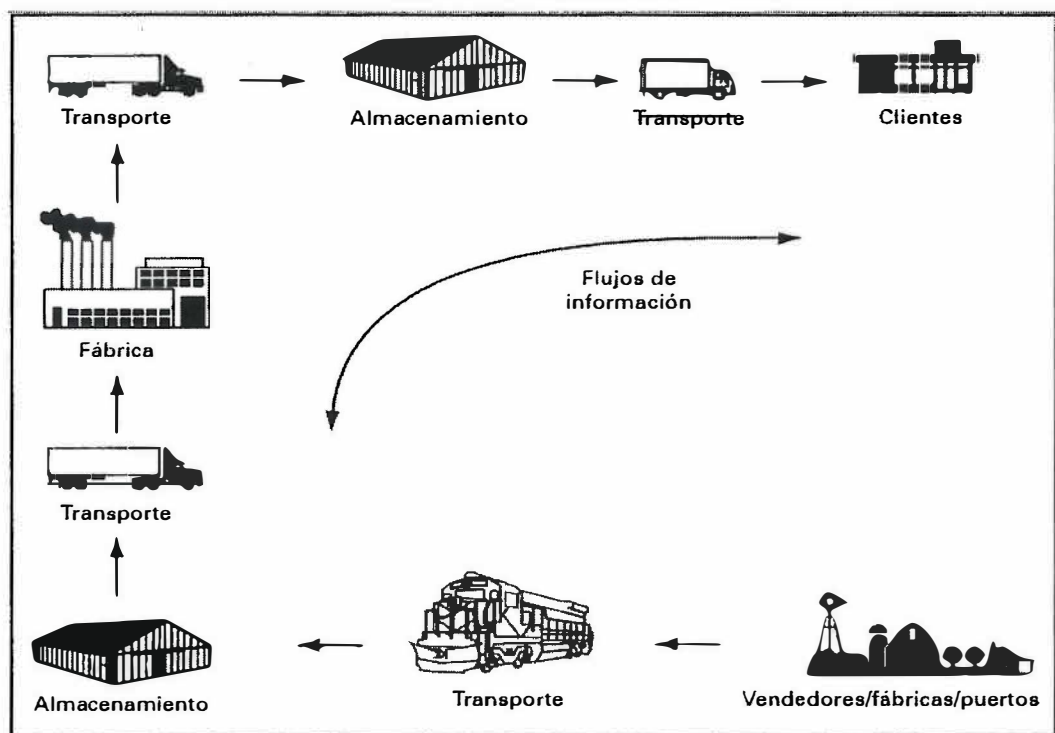 Transporte
Almacenamiento
Transporte
Clientes
Flujos de
información
Fábrica
Transporte
Almacenamiento
Transporte
Vendedores/fábricas/puertos